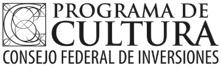 PROGRAMA DE
CULTURA
CONSEJO FEDERAL DE INVERSIONES